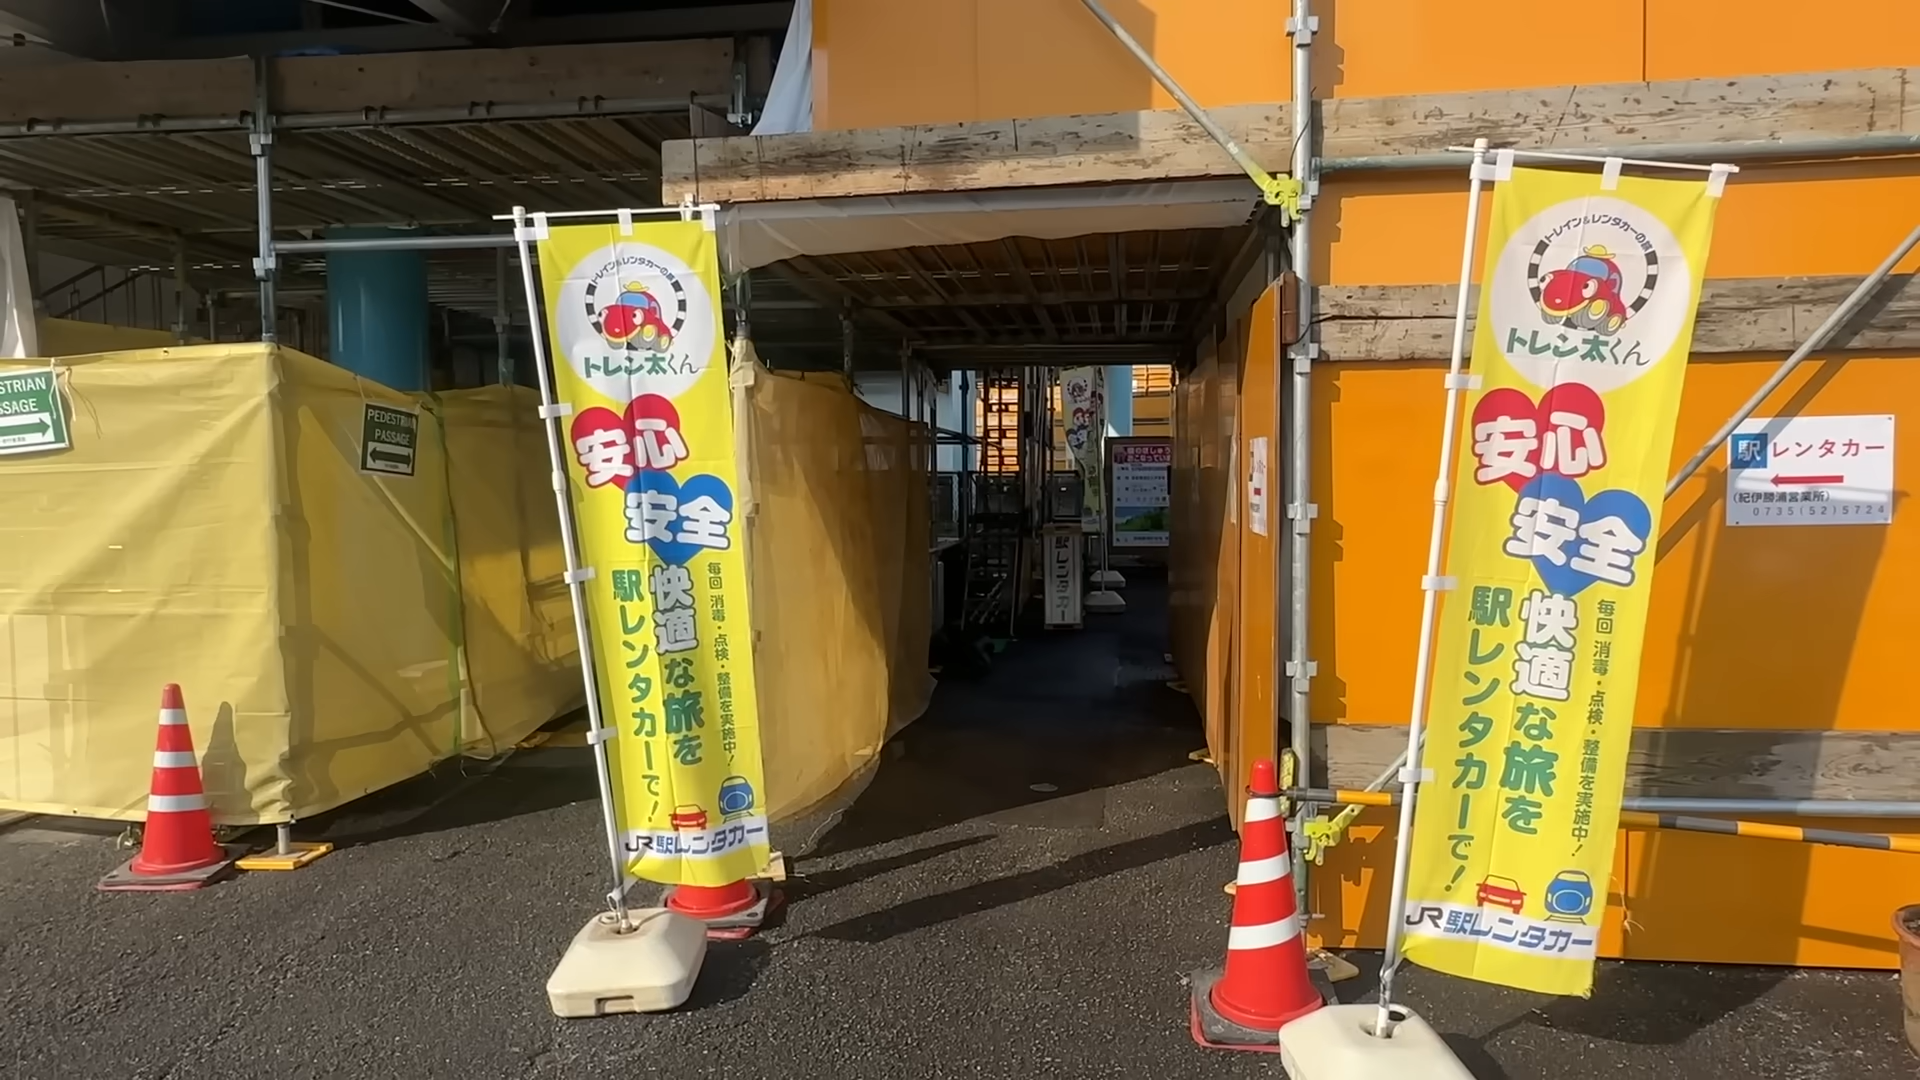 STRIAN
SSAGE
PEDESTRIAN
PASSAGE
トレイン&レンタカーの旅
トレン太くん
安心
安全
快適な旅を
駅レンタカーで!
毎回 消毒・点検・整備を実施中!
JR駅レンタカー
駅レンタカー
トレイン&レンタカーの旅
トレン太くん
安心
安全
快適な旅を
駅レンタカーで!
毎回 消毒・点検・整備を実施中!
JR駅レンタカー
駅レンタカー
(紀伊勝浦営業所)
0735(52)5724